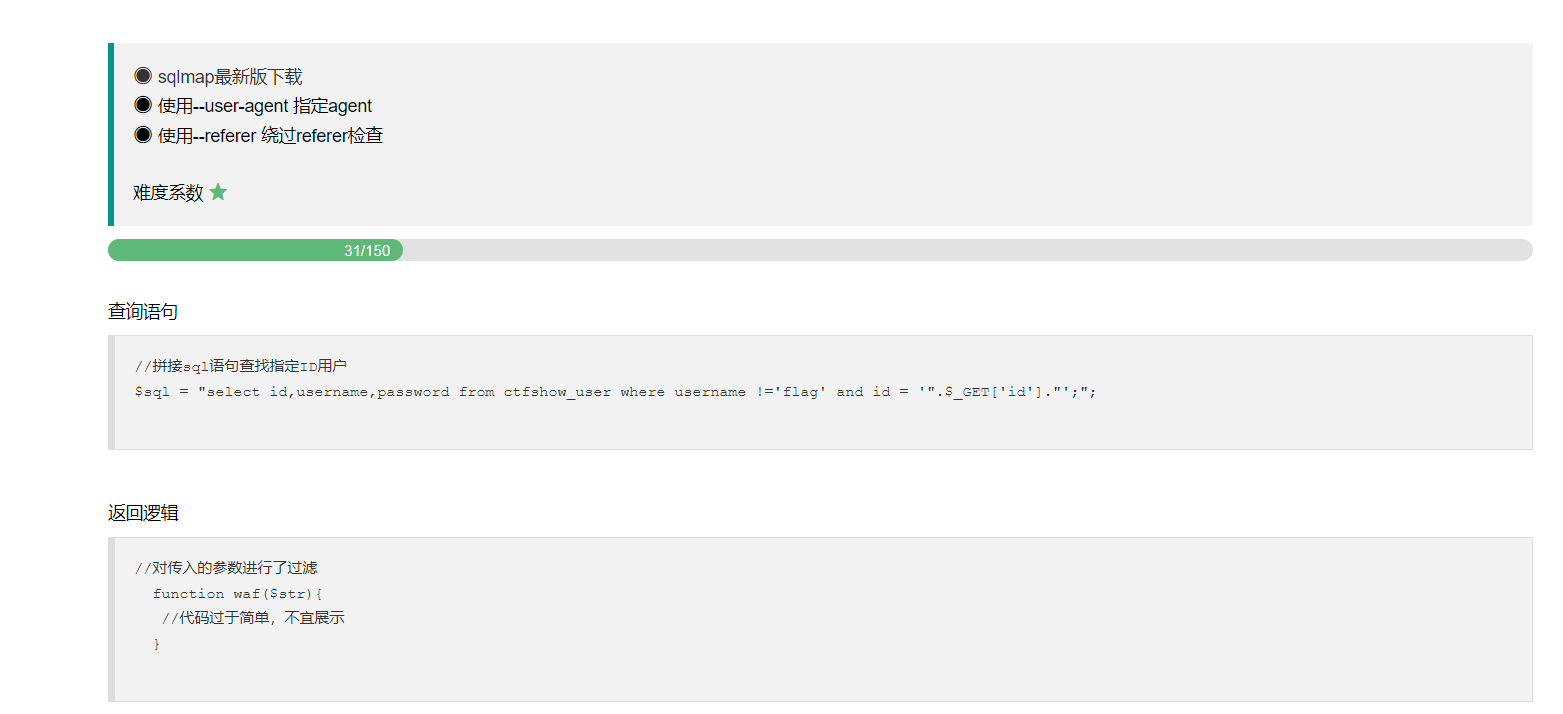 ◉ sqlmap最新版下载
◉ 使用--user-agent 指定agent
◉ 使用--referer 绕过referer检查
难度系数 ★
31/150
查询语句
//拼接sql语句查找指定ID用户
$sql = "select id,username,password from ctfshow_user where username !='flag' and id = '".$_GET['id']."';";
返回逻辑
//对传入的参数进行了过滤
function waf($str){
//代码过于简单，不宜展示
}